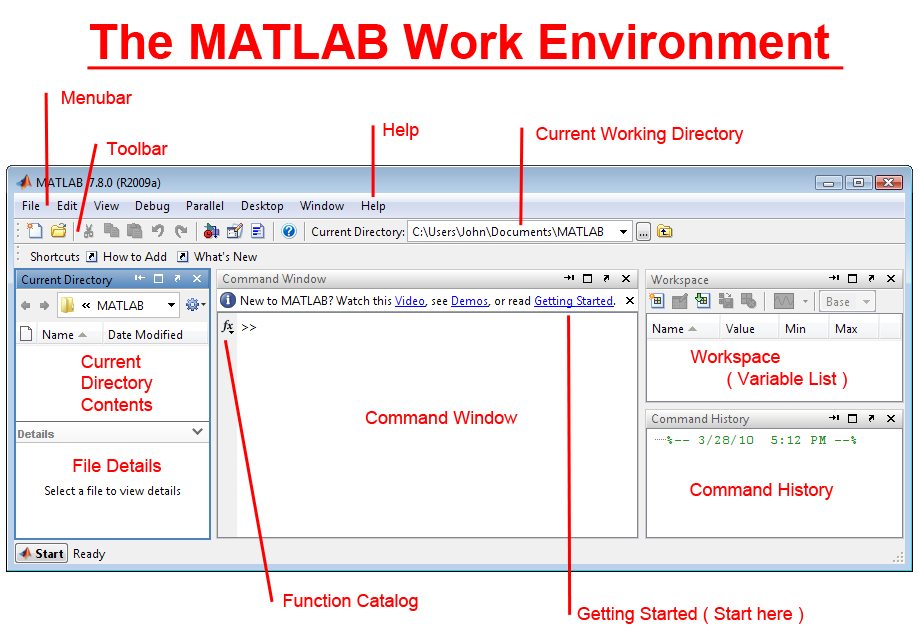 The MATLAB Work Environment
Menubar
Help
Current Working Directory
Toolbar
MATLAB 7.8.0 (R2009a)
File Edit View Debug Parallel Desktop Window Help
Current Directory: C:\Users\John\Documents\MATLAB ...
Shortcuts How to Add What's New
Current Directory
« MATLAB
Name Date Modified
Current
Directory
Contents
Details
File Details
Select a file to view details
Command Window
New to MATLAB? Watch this Video, see Demos, or read Getting Started.
fx >>
Command Window
Workspace
Base
Name Value Min Max
Workspace
( Variable List )
Command History
%-- 3/28/10 5:12 PM --%
Command History
Start Ready
Function Catalog
Getting Started ( Start here )